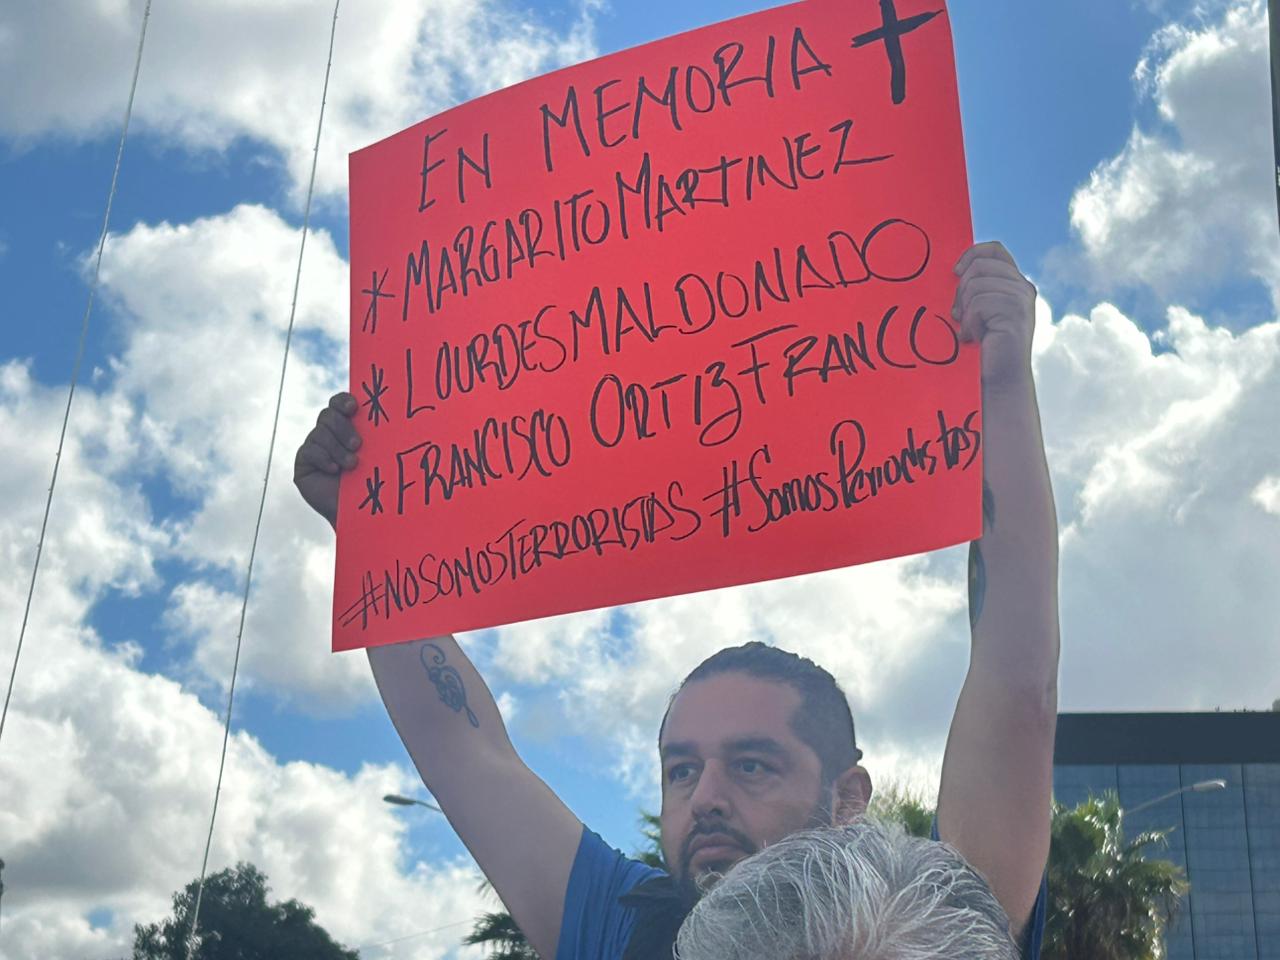 EN MEMORIA
* MARGARITO MARTINEZ
* LOURDES MALDONADO
* FRANCISCO ORTIZ FRANCO
#NOSOMOSTERRORISTAS #SomosPeriodistas